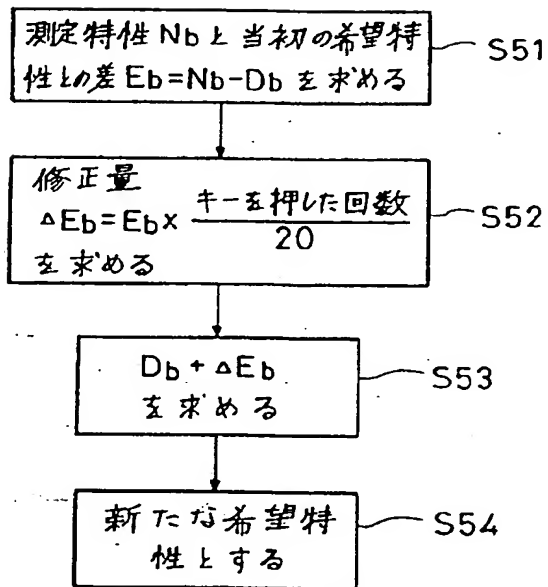 測定特性Nbと当初の希望特
性との差Eb=Nb-Dbを求める
S51
修正量
△Eb=Eb×キーを押した回数/20
を求める
S52
Db+△Eb
を求める
S53
新たな希望特
性とする
S54